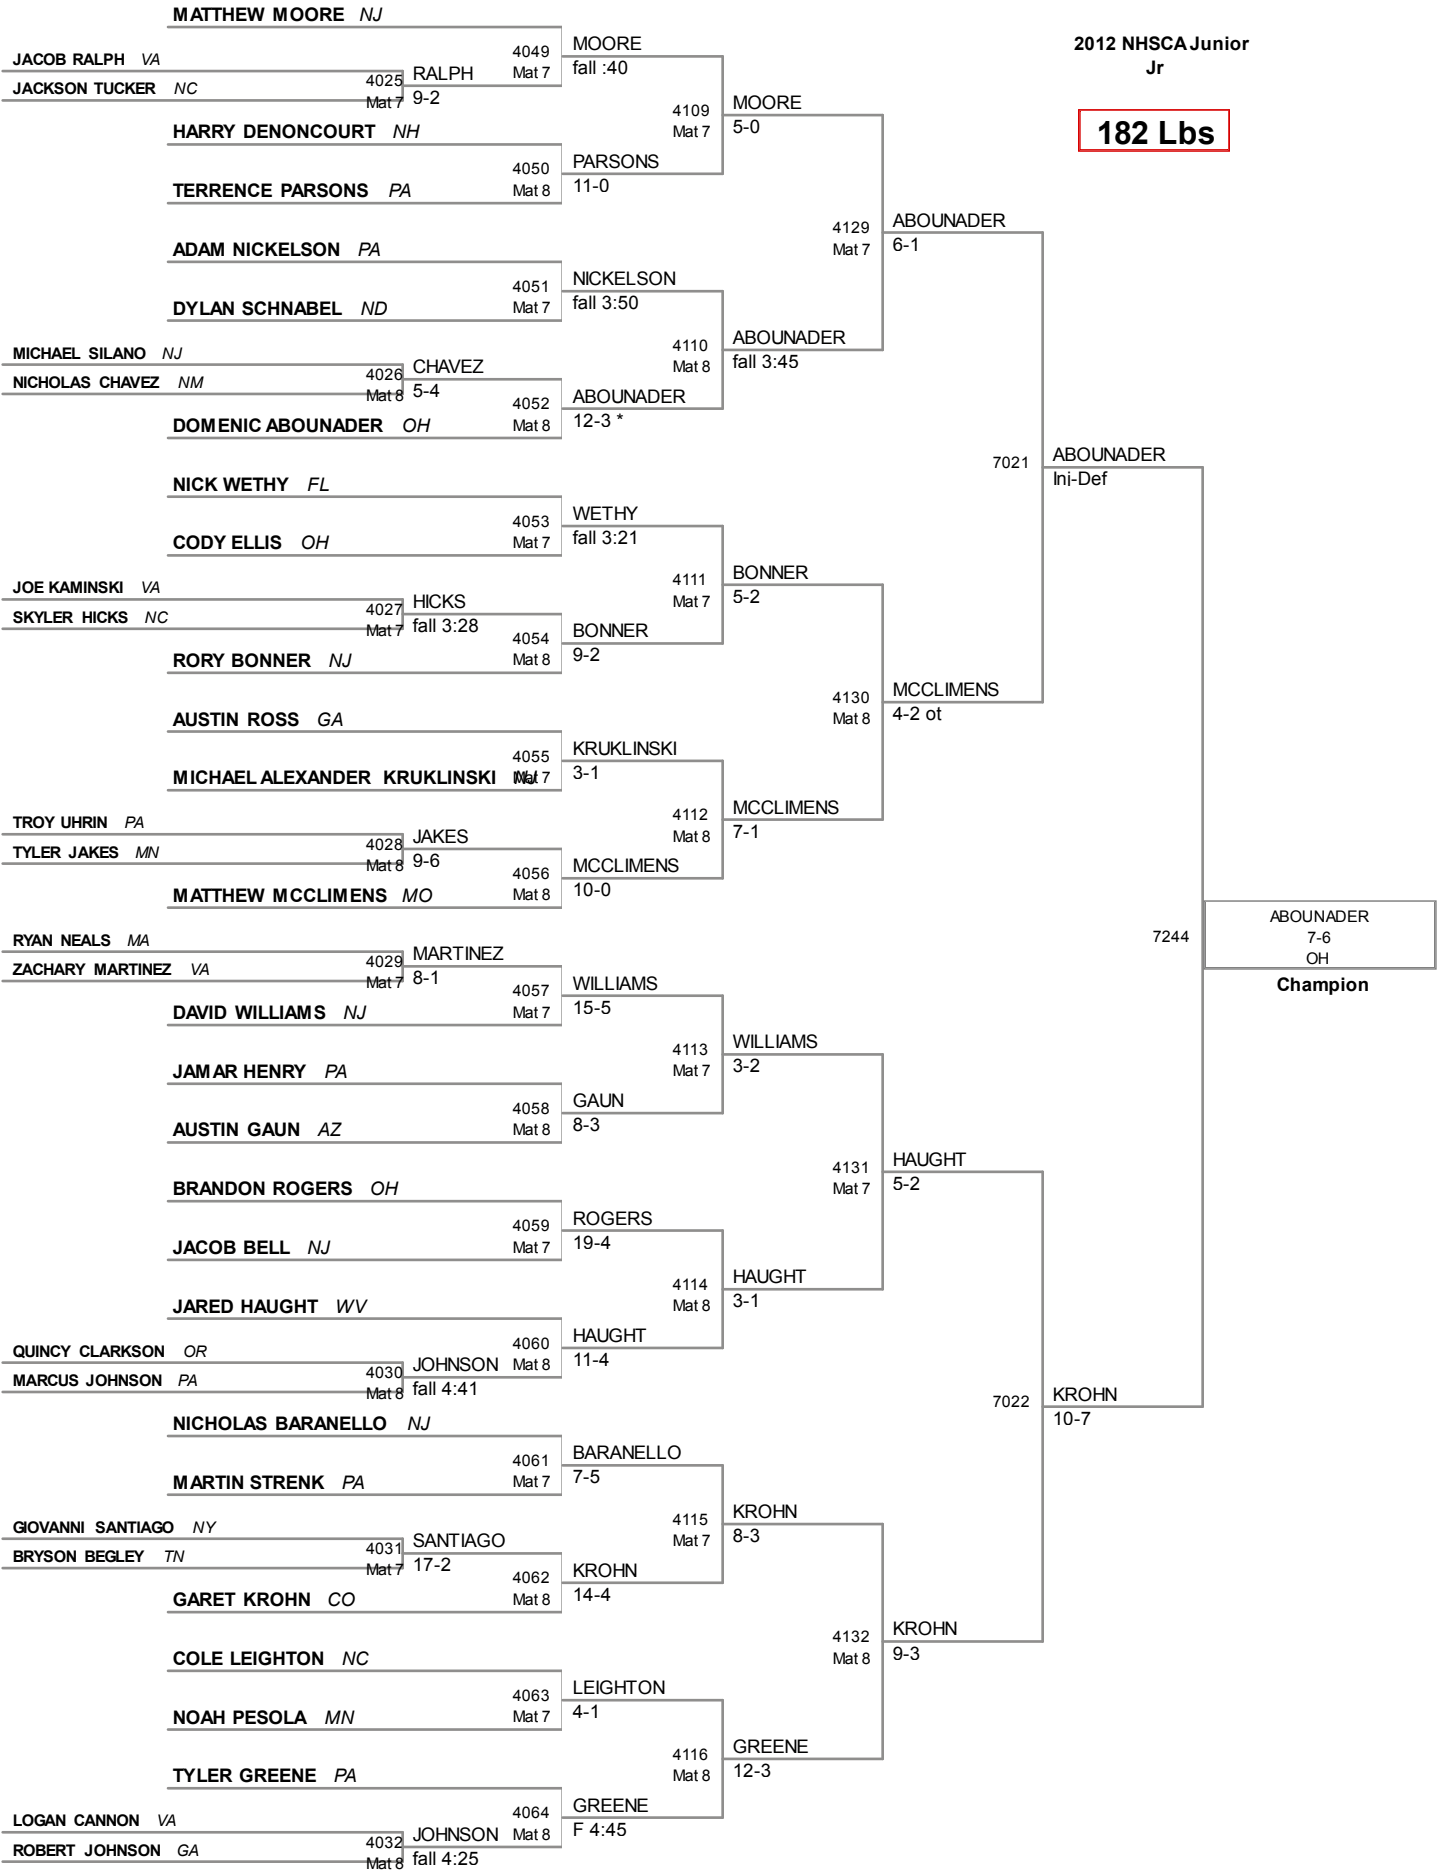 2012 NHSCA Junior
Jr
182 Lbs
MATTHEW MOORE NJ
JACOB RALPH VA
JACKSON TUCKER NC
4025
Mat 7
RALPH
9-2
4049
Mat 7
MOORE
fall :40
HARRY DENONCOURT NH
TERRENCE PARSONS PA
4050
Mat 8
PARSONS
11-0
4109
Mat 7
MOORE
5-0
ADAM NICKELSON PA
DYLAN SCHNABEL ND
4051
Mat 7
NICKELSON
fall 3:50
MICHAEL SILANO NJ
NICHOLAS CHAVEZ NM
4026
Mat 8
CHAVEZ
5-4
DOMENIC ABOUNADER OH
4052
Mat 8
ABOUNADER
12-3 *
4110
Mat 8
ABOUNADER
fall 3:45
4129
Mat 7
ABOUNADER
6-1
NICK WETHY FL
CODY ELLIS OH
4053
Mat 7
WETHY
fall 3:21
JOE KAMINSKI VA
SKYLER HICKS NC
4027
Mat 7
HICKS
fall 3:28
RORY BONNER NJ
4054
Mat 8
BONNER
9-2
4111
Mat 7
BONNER
5-2
AUSTIN ROSS GA
MICHAEL ALEXANDER KRUKLINSKI NJ
4055
Mat 7
KRUKLINSKI
3-1
TROY UHRIN PA
TYLER JAKES MN
4028
Mat 8
JAKES
9-6
MATTHEW MCCLIMENS MO
4056
Mat 8
MCCLIMENS
10-0
4112
Mat 8
MCCLIMENS
7-1
4130
Mat 8
MCCLIMENS
4-2 ot
7021
ABOUNADER
Inj-Def
RYAN NEALS MA
ZACHARY MARTINEZ VA
4029
Mat 7
MARTINEZ
8-1
DAVID WILLIAMS NJ
4057
Mat 7
WILLIAMS
15-5
JAMAR HENRY PA
AUSTIN GAUN AZ
4058
Mat 8
GAUN
8-3
4113
Mat 7
WILLIAMS
3-2
BRANDON ROGERS OH
JACOB BELL NJ
4059
Mat 7
ROGERS
19-4
JARED HAUGHT WV
QUINCY CLARKSON OR
MARCUS JOHNSON PA
4030
Mat 8
JOHNSON
fall 4:41
4060
Mat 8
HAUGHT
11-4
4114
Mat 8
HAUGHT
3-1
4131
Mat 7
HAUGHT
5-2
NICHOLAS BARANELLO NJ
MARTIN STRENK PA
4061
Mat 7
BARANELLO
7-5
GIOVANNI SANTIAGO NY
BRYSON BEGLEY TN
4031
Mat 7
SANTIAGO
17-2
GARET KROHN CO
4062
Mat 8
KROHN
14-4
4115
Mat 7
KROHN
8-3
COLE LEIGHTON NC
NOAH PESOLA MN
4063
Mat 7
LEIGHTON
4-1
TYLER GREENE PA
LOGAN CANNON VA
ROBERT JOHNSON GA
4032
Mat 8
JOHNSON
fall 4:25
4064
Mat 8
GREENE
F 4:45
4116
Mat 8
GREENE
12-3
4132
Mat 8
KROHN
9-3
7022
KROHN
10-7
7244
ABOUNADER
7-6
OH
Champion